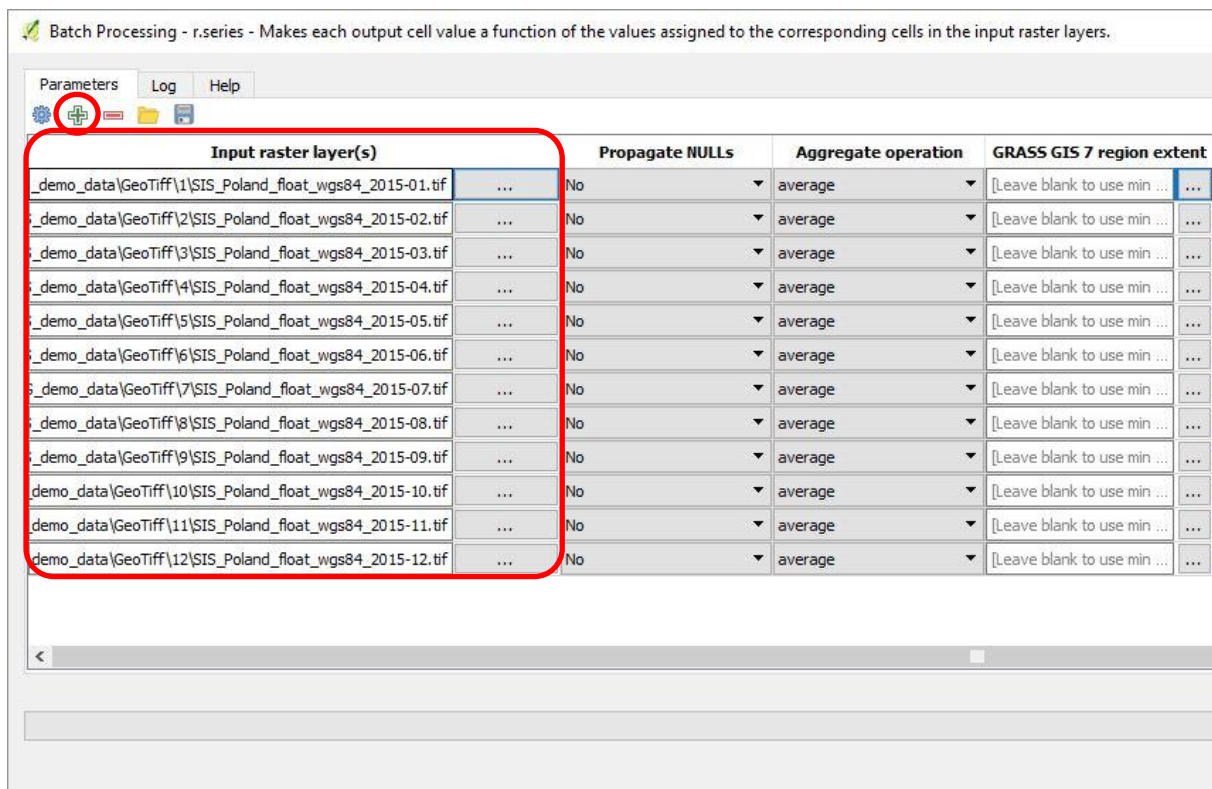 Batch Processing - r.series - Makes each output cell value a function of the values assigned to the corresponding cells in the input raster layers.
Parameters Log Help
Input raster layer(s) Propagate NULLs Aggregate operation GRASS GIS 7 region extent
_demo_data\GeoTiff\1\SIS_Poland_float_wgs84_2015-01.tif ... No average [Leave blank to use min ... ...
_demo_data\GeoTiff\2\SIS_Poland_float_wgs84_2015-02.tif ... No average [Leave blank to use min ... ...
_demo_data\GeoTiff\3\SIS_Poland_float_wgs84_2015-03.tif ... No average [Leave blank to use min ... ...
_demo_data\GeoTiff\4\SIS_Poland_float_wgs84_2015-04.tif ... No average [Leave blank to use min ... ...
_demo_data\GeoTiff\5\SIS_Poland_float_wgs84_2015-05.tif ... No average [Leave blank to use min ... ...
_demo_data\GeoTiff\6\SIS_Poland_float_wgs84_2015-06.tif ... No average [Leave blank to use min ... ...
_demo_data\GeoTiff\7\SIS_Poland_float_wgs84_2015-07.tif ... No average [Leave blank to use min ... ...
_demo_data\GeoTiff\8\SIS_Poland_float_wgs84_2015-08.tif ... No average [Leave blank to use min ... ...
_demo_data\GeoTiff\9\SIS_Poland_float_wgs84_2015-09.tif ... No average [Leave blank to use min ... ...
demo_data\GeoTiff\10\SIS_Poland_float_wgs84_2015-10.tif ... No average [Leave blank to use min ... ...
demo_data\GeoTiff\11\SIS_Poland_float_wgs84_2015-11.tif ... No average [Leave blank to use min ... ...
demo_data\GeoTiff\12\SIS_Poland_float_wgs84_2015-12.tif ... No average [Leave blank to use min ... ...